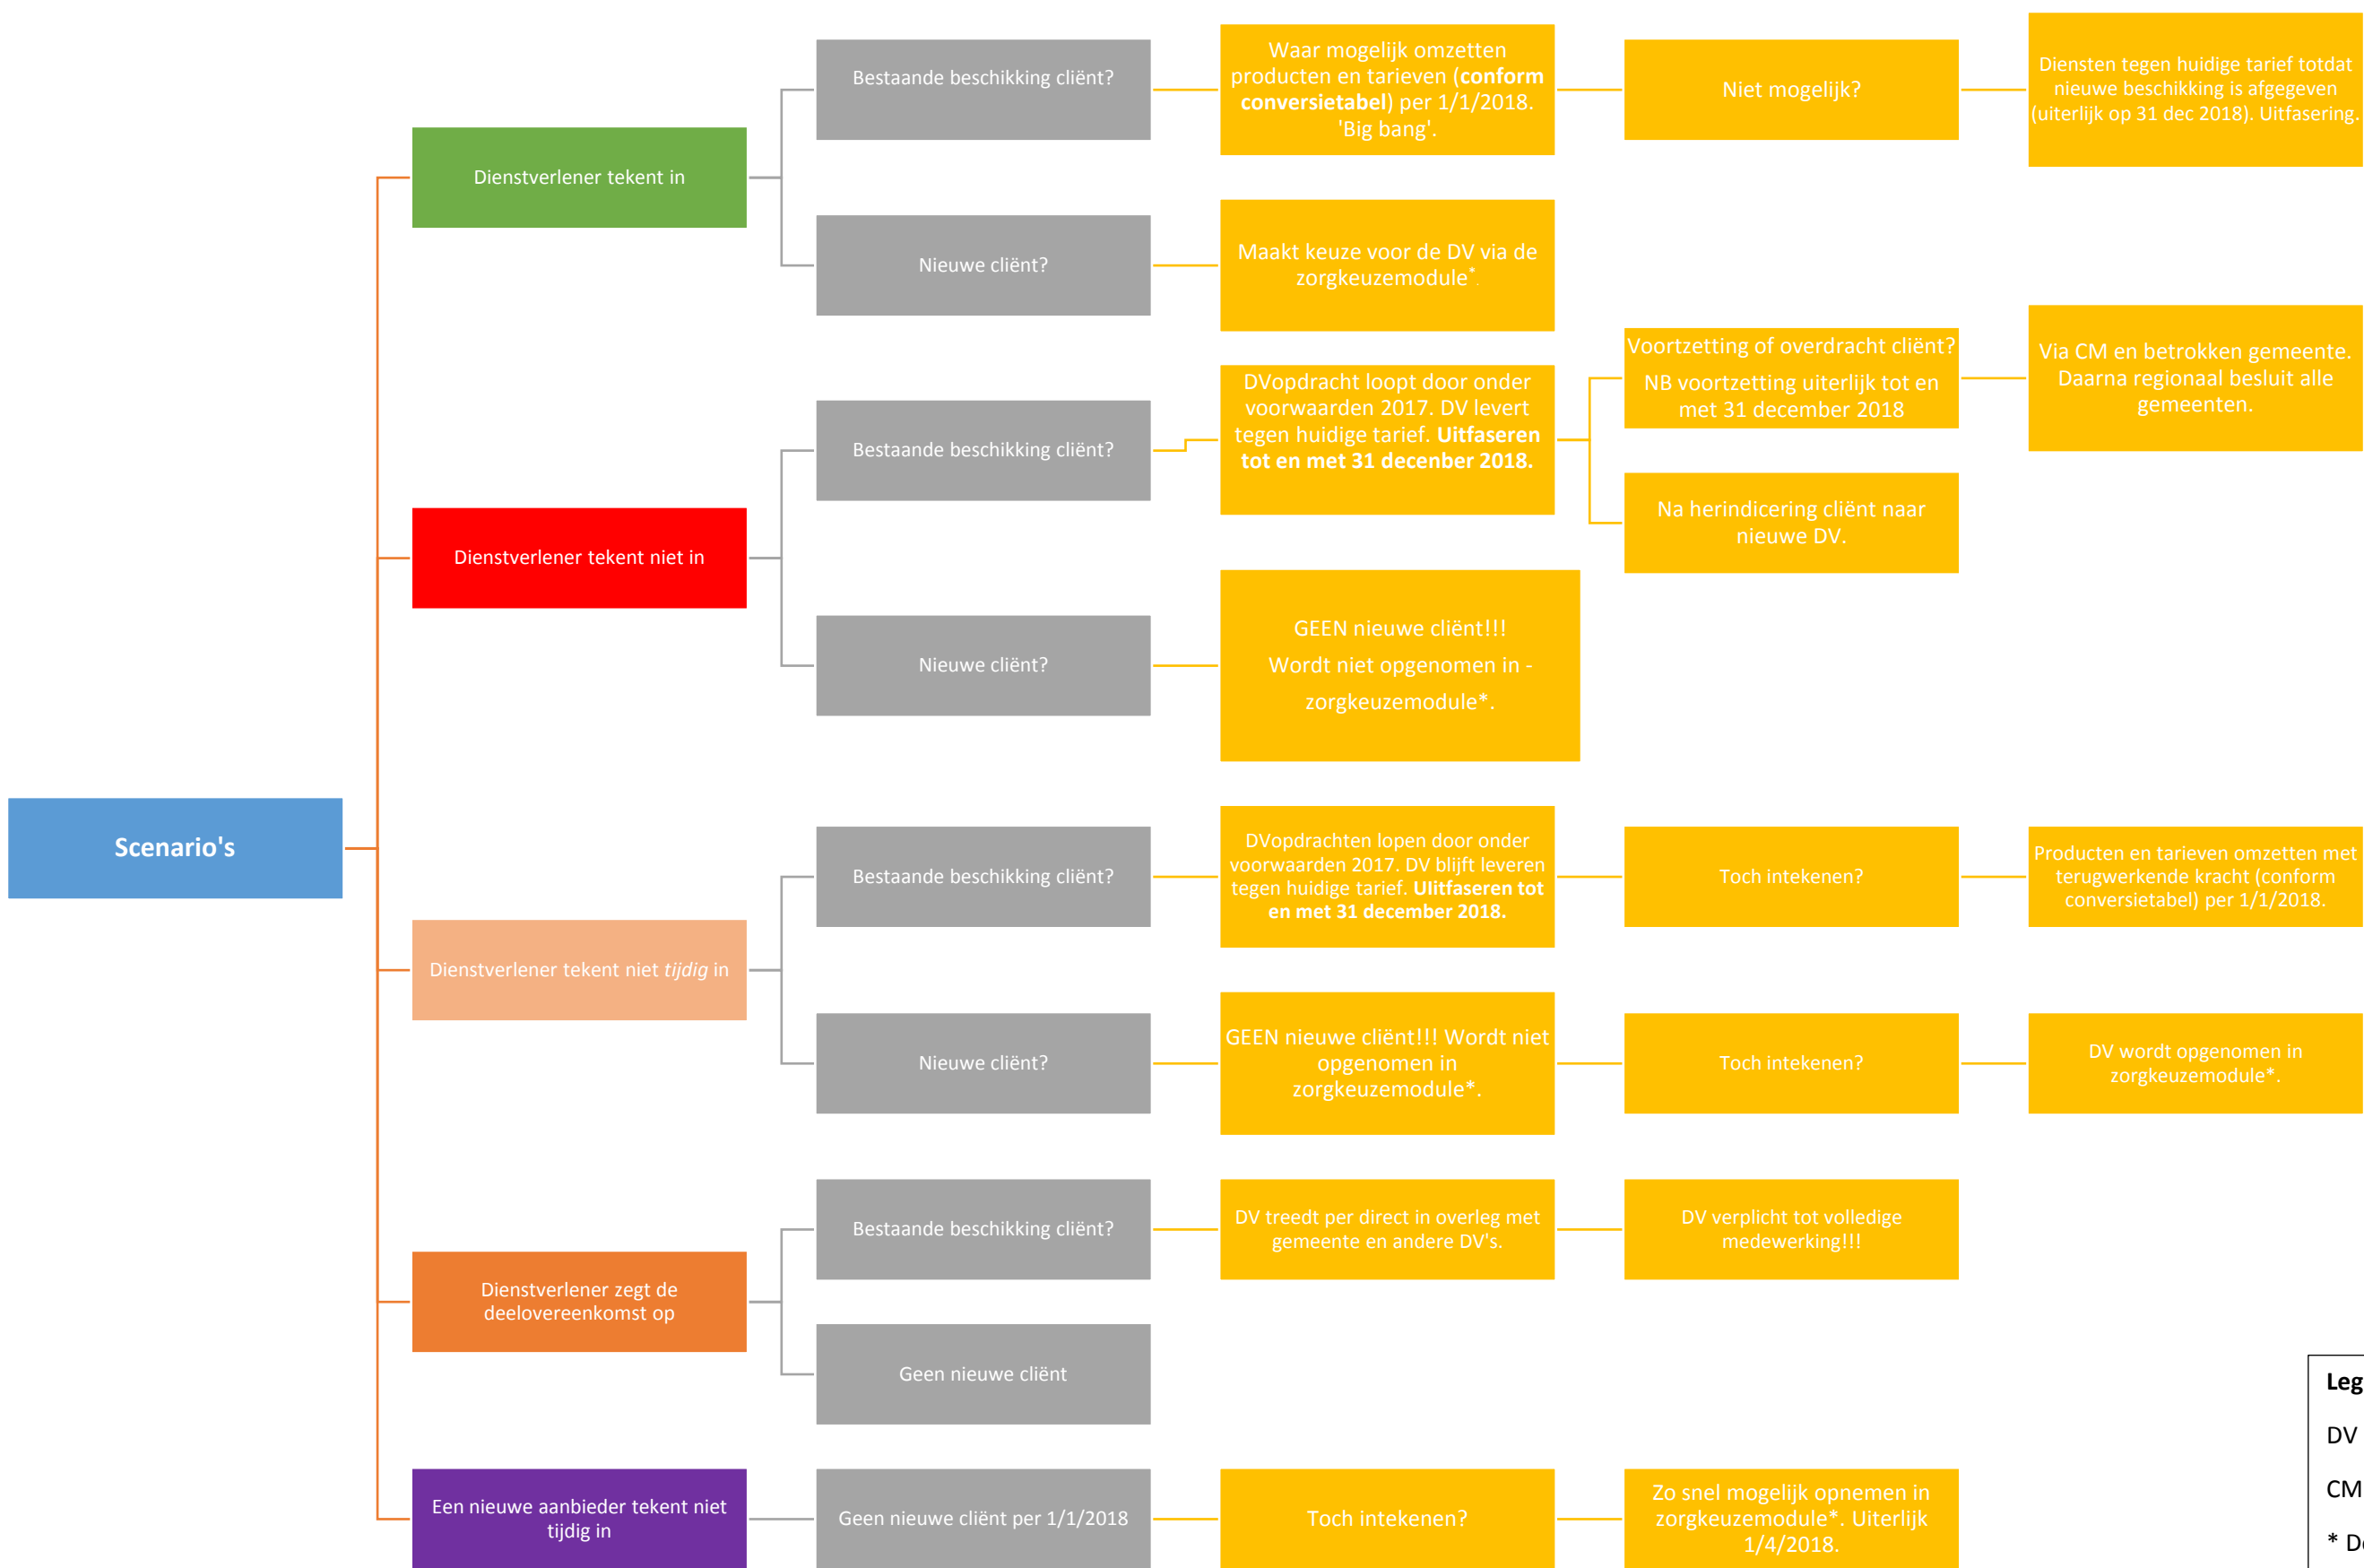 Scenario's
Dienstverlener tekent in
Bestaande beschikking cliënt?
Waar mogelijk omzetten
producten en tarieven (conform
conversietabel) per 1/1/2018.
'Big bang'.
Niet mogelijk?
Diensten tegen huidige tarief totdat
nieuwe beschikking is afgegeven
(uiterlijk op 31 dec 2018). Uitfasering.
Nieuwe cliënt?
Maakt keuze voor de DV via de
zorgkeuzemodule*.
Dienstverlener tekent niet in
Bestaande beschikking cliënt?
DVopdracht loopt door onder
voorwaarden 2017. DV levert
tegen huidige tarief. Uitfaseren
tot en met 31 decenber 2018.
Voortzetting of overdracht cliënt?
NB voortzetting uiterlijk tot en
met 31 december 2018
Via CM en betrokken gemeente.
Daarna regionaal besluit alle
gemeenten.
Na herindicering cliënt naar
nieuwe DV.
Nieuwe cliënt?
GEEN nieuwe cliënt!!!
Wordt niet opgenomen in -
zorgkeuzemodule*.
Dienstverlener tekent niet tijdig in
Bestaande beschikking cliënt?
DVopdrachten lopen door onder
voorwaarden 2017. DV blijft leveren
tegen huidige tarief. UIitfaseren tot
en met 31 december 2018.
Toch intekenen?
Producten en tarieven omzetten met
terugwerkende kracht (conform
conversietabel) per 1/1/2018.
Nieuwe cliënt?
GEEN nieuwe cliënt!!! Wordt niet
opgenomen in
zorgkeuzemodule*.
Toch intekenen?
DV wordt opgenomen in
zorgkeuzemodule*.
Dienstverlener zegt de
deelovereenkomst op
Bestaande beschikking cliënt?
DV treedt per direct in overleg met
gemeente en andere DV's.
DV verplicht tot volledige
medewerking!!!
Geen nieuwe cliënt
Een nieuwe aanbieder tekent niet
tijdig in
Geen nieuwe cliënt per 1/1/2018
Toch intekenen?
Zo snel mogelijk opnemen in
zorgkeuzemodule*. Uiterlijk
1/4/2018.
Leg
DV
CM
*